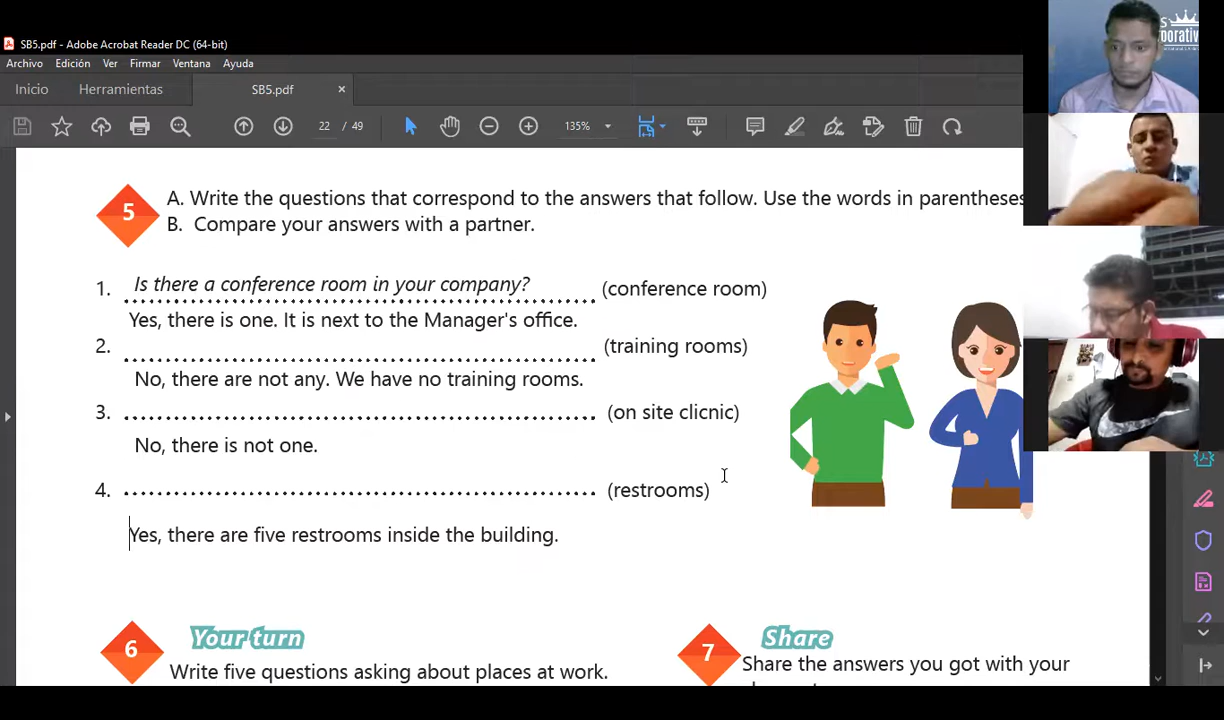 SB5.pdf - Adobe Acrobat Reader DC (64-bit)
Archivo Edición Ver Firmar Ventana Ayuda
Inicio Herramientas SB5.pdf ×
22 / 49 135%
5
A. Write the questions that correspond to the answers that follow. Use the words in parentheses
B. Compare your answers with a partner.
1. Is there a conference room in your company? (conference room)
Yes, there is one. It is next to the Manager's office.
2. (training rooms)
No, there are not any. We have no training rooms.
3. (on site clicnic)
No, there is not one.
4. (restrooms)
Yes, there are five restrooms inside the building.
6 Your turn
Write five questions asking about places at work.
7 Share
Share the answers you got with your